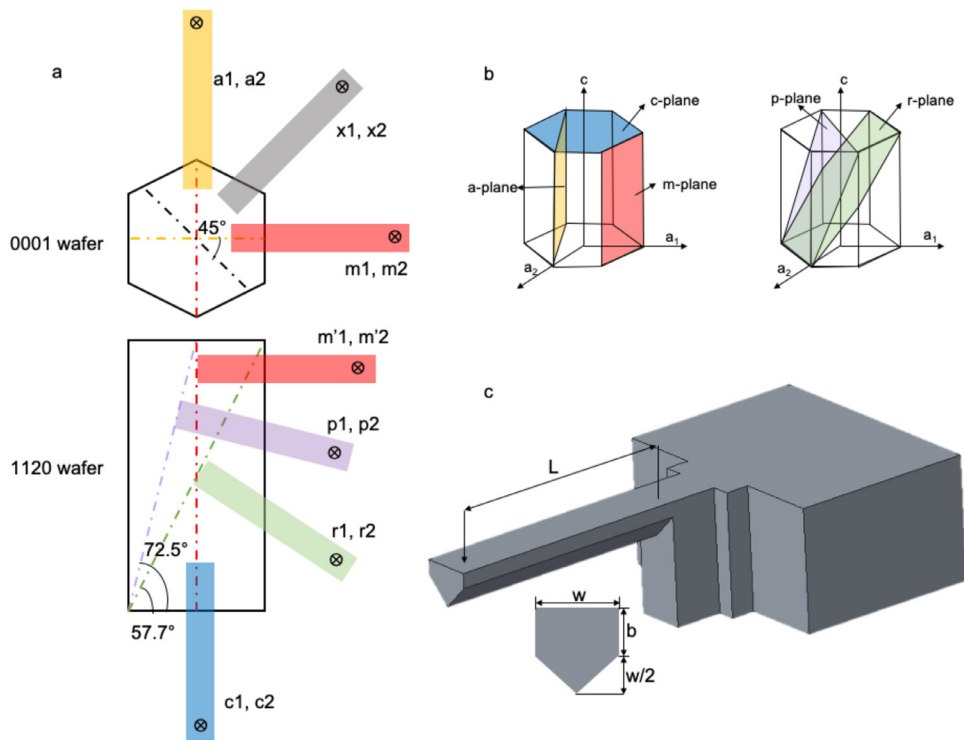 a
a1, a2
x1, x2
45°
0001 wafer
m1, m2
m'1, m'2
p1, p2
1120 wafer
r1, r2
72.5°
57.7°
c1, c2
b
c
c-plane
a-plane
m-plane
a1
a2
c
p-plane
r-plane
a1
a2
c
L
w
b
w/2